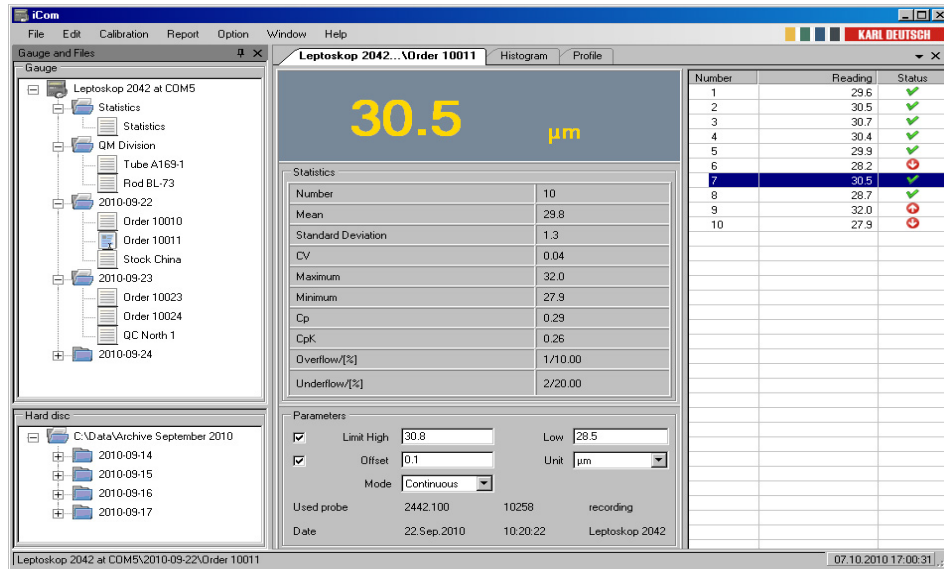 iCom
File Edit Calibration Report Option Window Help
KARL DEUTSCH
Gauge and Files
Gauge
Leptoskop 2042 at COM5
Statistics
Statistics
QM Division
Tube A169-1
Rod BL-73
2010-09-22
Order 10010
Order 10011
Stock China
2010-09-23
Order 10023
Order 10024
QC North 1
2010-09-24
Hard disc
C:\Data\Archive September 2010
2010-09-14
2010-09-15
2010-09-16
2010-09-17
Leptoskop 2042...\Order 10011 Histogram Profile
30.5 µm
Statistics
Number 10
Mean 29.8
Standard Deviation 1.3
CV 0.04
Maximum 32.0
Minimum 27.9
Cp 0.29
CpK 0.26
Overflow/[%] 1/10.00
Underflow/[%] 2/20.00
Parameters
Limit High 30.8 Low 28.5
Offset 0.1 Unit µm
Mode Continuous
Used probe 2442.100 10258 recording
Date 22.Sep.2010 10:20:22 Leptoskop 2042
Number Reading Status
1 29.6
2 30.5
3 30.7
4 30.4
5 29.9
6 28.2
7 30.5
8 28.7
9 32.0
10 27.9
Leptoskop 2042 at COM5\2010-09-22\Order 10011
07.10.2010 17:00:31